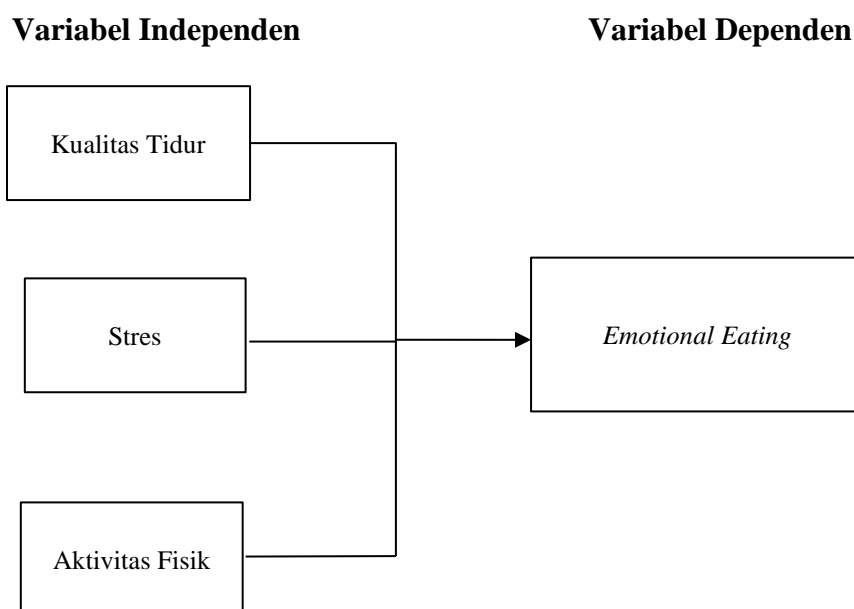 Variabel Independen
Variabel Dependen
Kualitas Tidur
Stres
Emotional Eating
Aktivitas Fisik